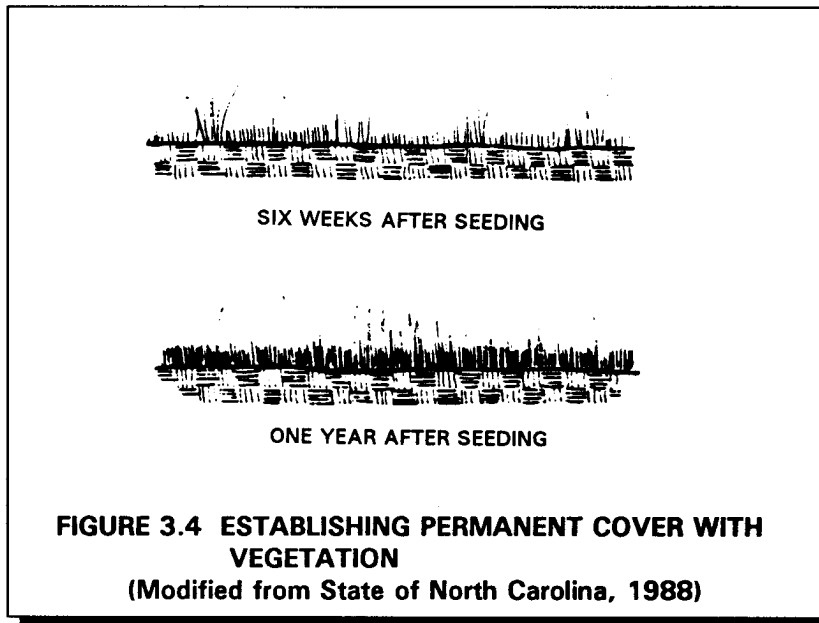 SIX WEEKS AFTER SEEDING
ONE YEAR AFTER SEEDING
FIGURE 3.4 ESTABLISHING PERMANENT COVER WITH
VEGETATION
(Modified from State of North Carolina, 1988)